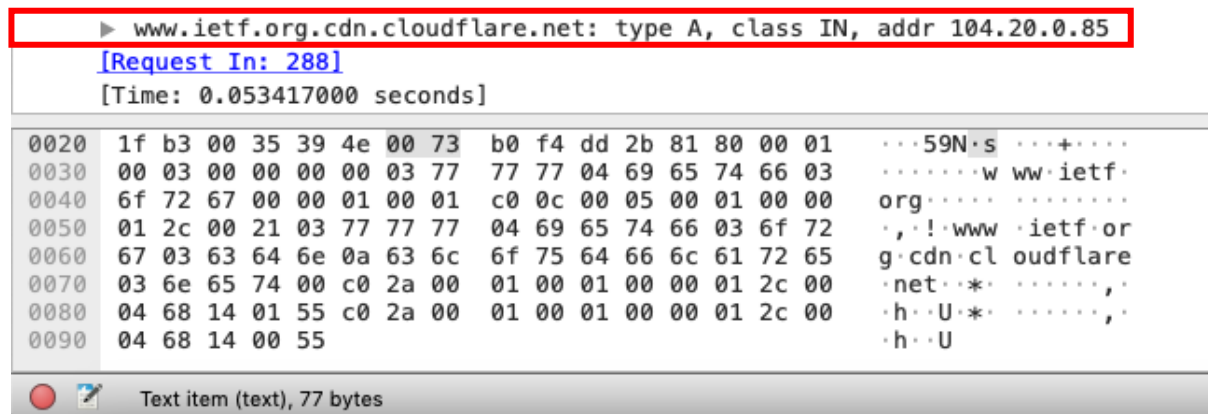 ▶ www.ietf.org.cdn.cloudflare.net: type A, class IN, addr 104.20.0.85
[Request In: 288]
[Time: 0.053417000 seconds]
0020 1f b3 00 35 39 4e 00 73 b0 f4 dd 2b 81 80 00 01 ···59N·s ···+····
0030 00 03 00 00 00 00 03 77 77 77 04 69 65 74 66 03 ·······w ww·ietf·
0040 6f 72 67 00 00 01 00 01 c0 0c 00 05 00 01 00 00 org····· ········
0050 01 2c 00 21 03 77 77 77 04 69 65 74 66 03 6f 72 ·,·!·www ·ietf·or
0060 67 03 63 64 6e 0a 63 6c 6f 75 64 66 6c 61 72 65 g·cdn·cl oudflare
0070 03 6e 65 74 00 c0 2a 00 01 00 01 00 00 01 2c 00 ·net··*· ······,·
0080 04 68 14 01 55 c0 2a 00 01 00 01 00 00 01 2c 00 ·h··U·*· ······,·
0090 04 68 14 00 55 ·h··U
Text item (text), 77 bytes